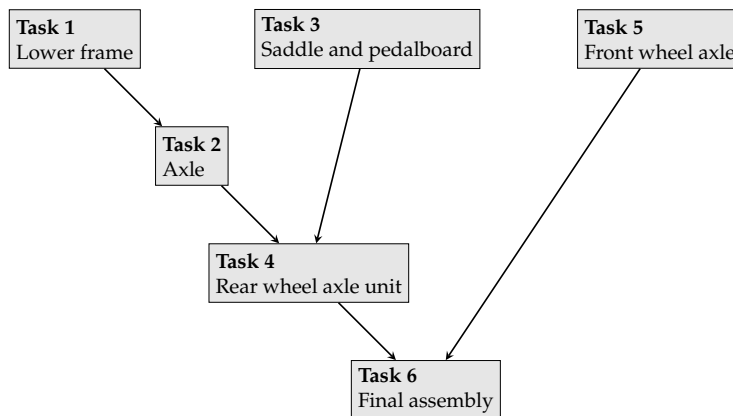 Task 1
Lower frame
Task 3
Saddle and pedalboard
Task 5
Front wheel axle
Task 2
Axle
Task 4
Rear wheel axle unit
Task 6
Final assembly